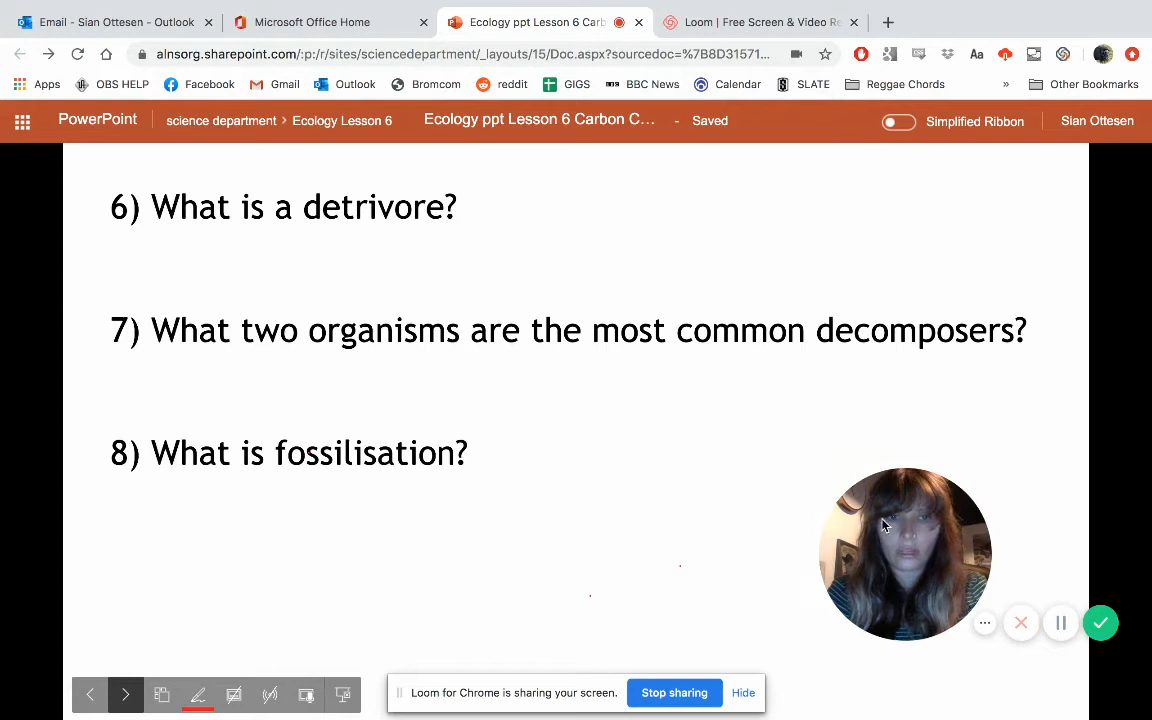 Email - Sian Ottesen - Outlook
Microsoft Office Home
Ecology ppt Lesson 6 Carb
Loom | Free Screen & Video Re
alnsorg.sharepoint.com/:p:/r/sites/sciencedepartment/_layouts/15/Doc.aspx?sourcedoc=%7B8D31571...
Aa
Apps
OBS HELP
Facebook
Gmail
Outlook
Bromcom
reddit
GIGS
BBC News
Calendar
SLATE
Reggae Chords
»
Other Bookmarks
PowerPoint
science department › Ecology Lesson 6
Ecology ppt Lesson 6 Carbon C... - Saved
Simplified Ribbon
Sian Ottesen
6) What is a detrivore?
7) What two organisms are the most common decomposers?
8) What is fossilisation?
Loom for Chrome is sharing your screen.
Stop sharing
Hide